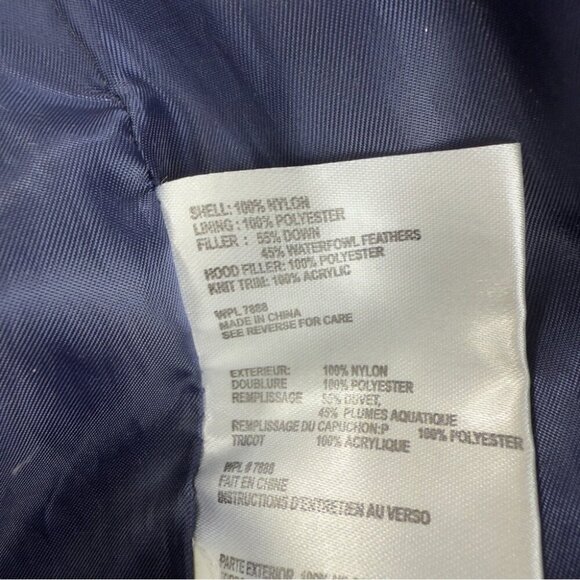 SHELL: 100% NYLON
LINING : 100% POLYESTER
FILLER : 55% DOWN
45% WATERFOWL FEATHERS
HOOD FILLER: 100% POLYESTER
KNIT TRIM: 100% ACRYLIC
WPL 7888
MADE IN CHINA
SEE REVERSE FOR CARE
EXTERIEUR: 100% NYLON
DOUBLURE 100% POLYESTER
REMPLISSAGE 55% DUVET,
45% PLUMES AQUATIQUE
REMPLISSAGE DU CAPUCHON:P 100% POLYESTER
TRICOT 100% ACRYLIQUE
WPL # 7888
FAIT EN CHINE
INSTRUCTIONS D'ENTRETIEN AU VERSO
PARTE EXTERIOR: 100%